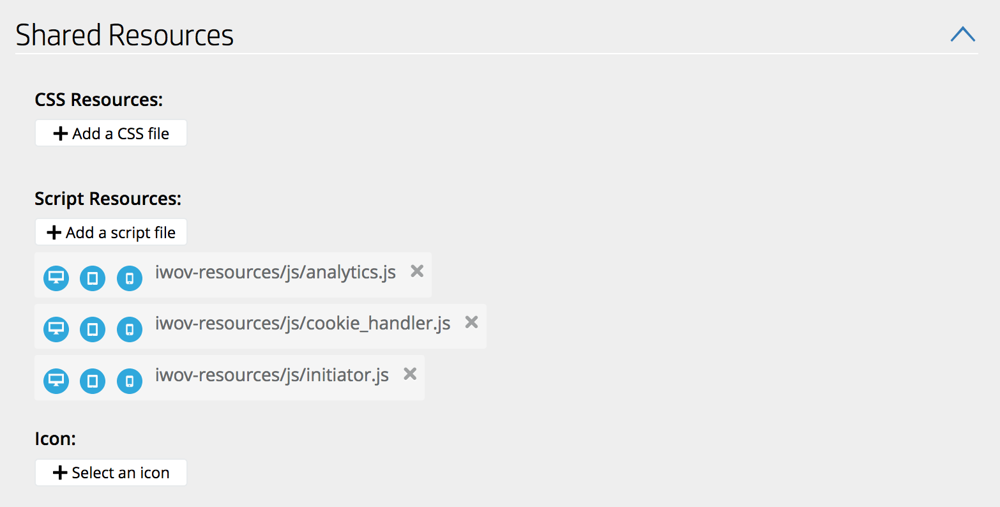 Shared Resources
CSS Resources:
Add a CSS file
Script Resources:
Add a script file
iwov-resources/js/analytics.js
iwov-resources/js/cookie_handler.js
iwov-resources/js/initiator.js
Icon:
Select an icon